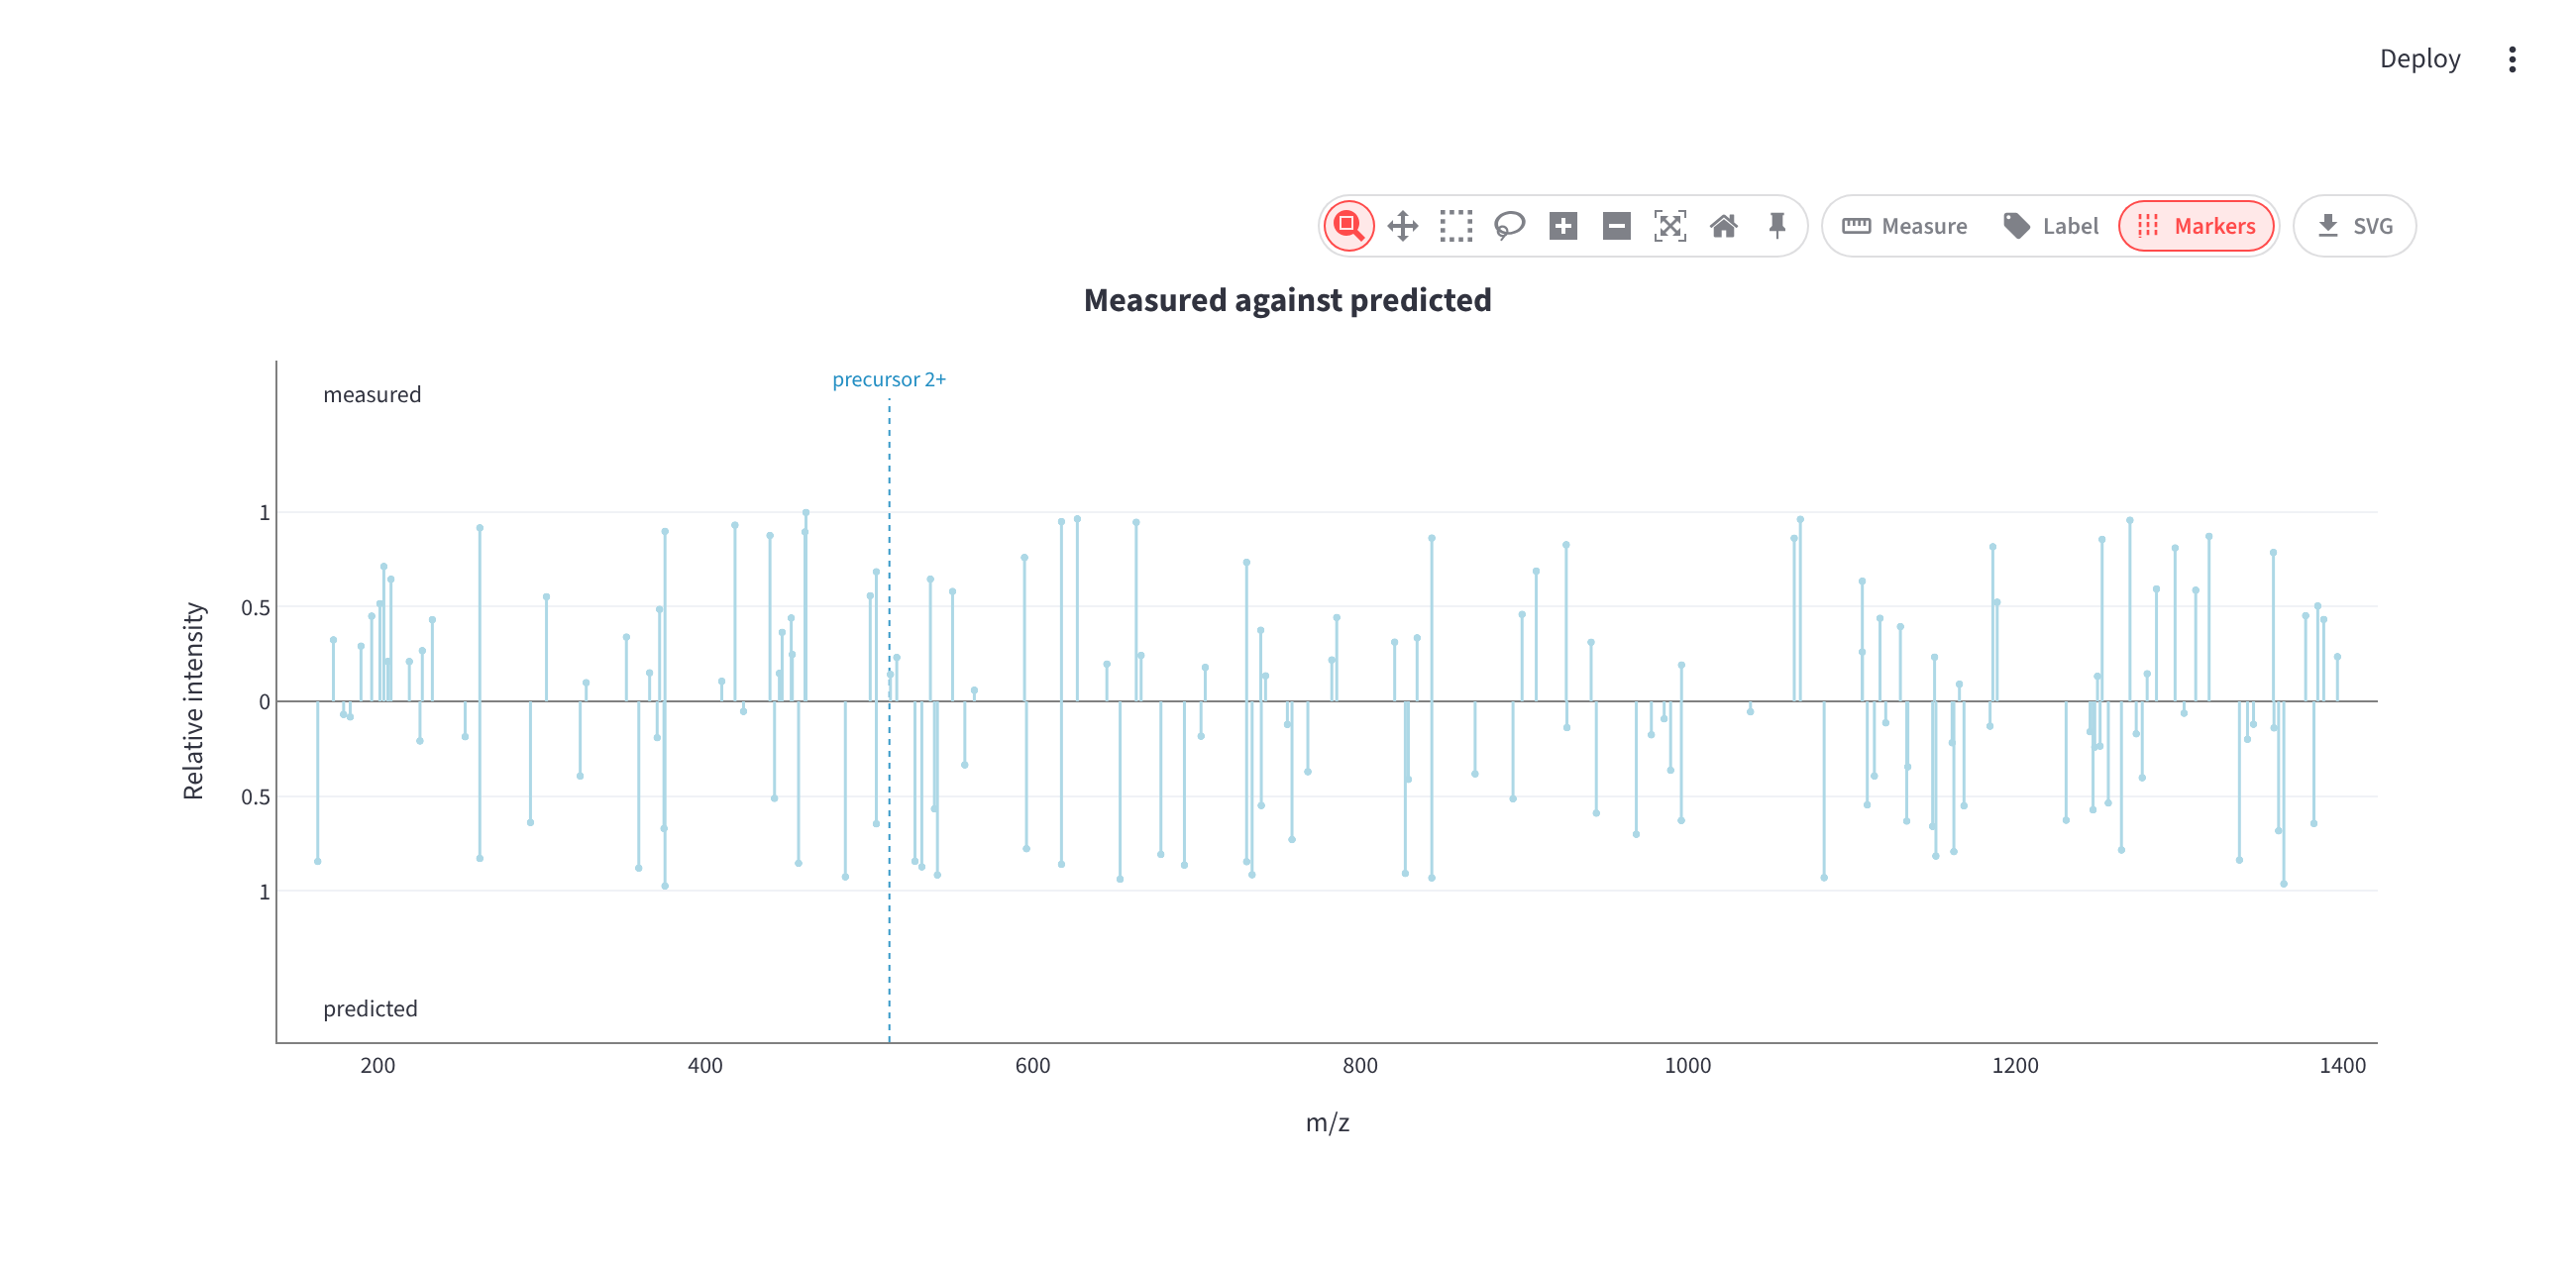 Deploy
Measure
Label
Markers
SVG
Measured against predicted
precursor 2+
measured
1
0.5
0
0.5
1
Relative intensity
predicted
200
400
600
800
1000
1200
1400
m/z